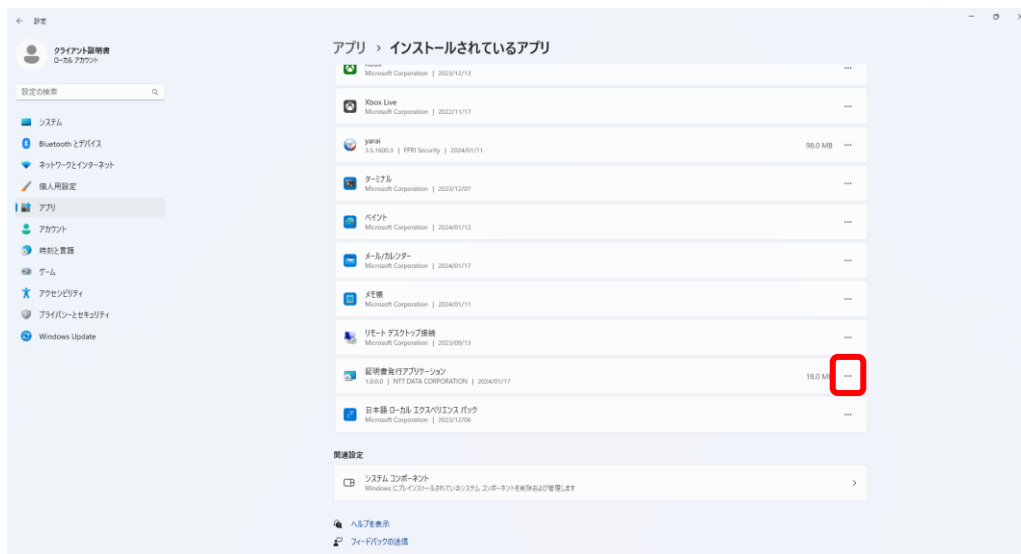 設定
クライアント証明書
ローカル アカウント
設定の検索
システム
Bluetooth とデバイス
ネットワークとインターネット
個人用設定
アプリ
アカウント
時刻と言語
ゲーム
アクセシビリティ
プライバシーとセキュリティ
Windows Update
アプリ › インストールされているアプリ
Xbox
Microsoft Corporation | 2023/12/13
Xbox Live
Microsoft Corporation | 2022/11/17
yarai
3.5.1600.3 | FFRI Security | 2024/01/11
98.0 MB
ターミナル
Microsoft Corporation | 2023/12/07
ペイント
Microsoft Corporation | 2024/01/12
メール/カレンダー
Microsoft Corporation | 2024/01/17
メモ帳
Microsoft Corporation | 2024/01/11
リモート デスクトップ接続
Microsoft Corporation | 2023/09/13
証明書発行アプリケーション
1.0.0.0 | NTT DATA CORPORATION | 2024/01/17
18.0 M
日本語 ローカル エクスペリエンス パック
Microsoft Corporation | 2023/12/06
関連設定
システム コンポーネント
Windows にプレインストールされているシステム コンポーネントを削除および管理します
ヘルプを表示
フィードバックの送信